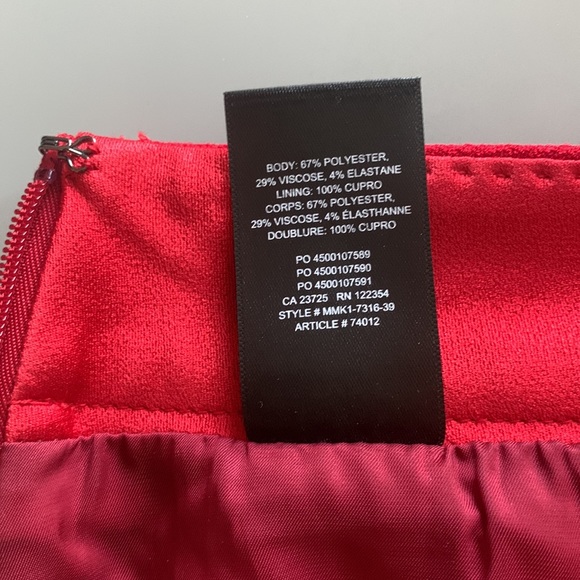 BODY: 67% POLYESTER,
29% VISCOSE, 4% ELASTANE
LINING: 100% CUPRO
CORPS: 67% POLYESTER,
29% VISCOSE, 4% ÉLASTHANNE
DOUBLURE: 100% CUPRO
PO 4500107589
PO 4500107590
PO 4500107591
CA 23725 RN 122354
STYLE # MMK1-7316-39
ARTICLE # 74012